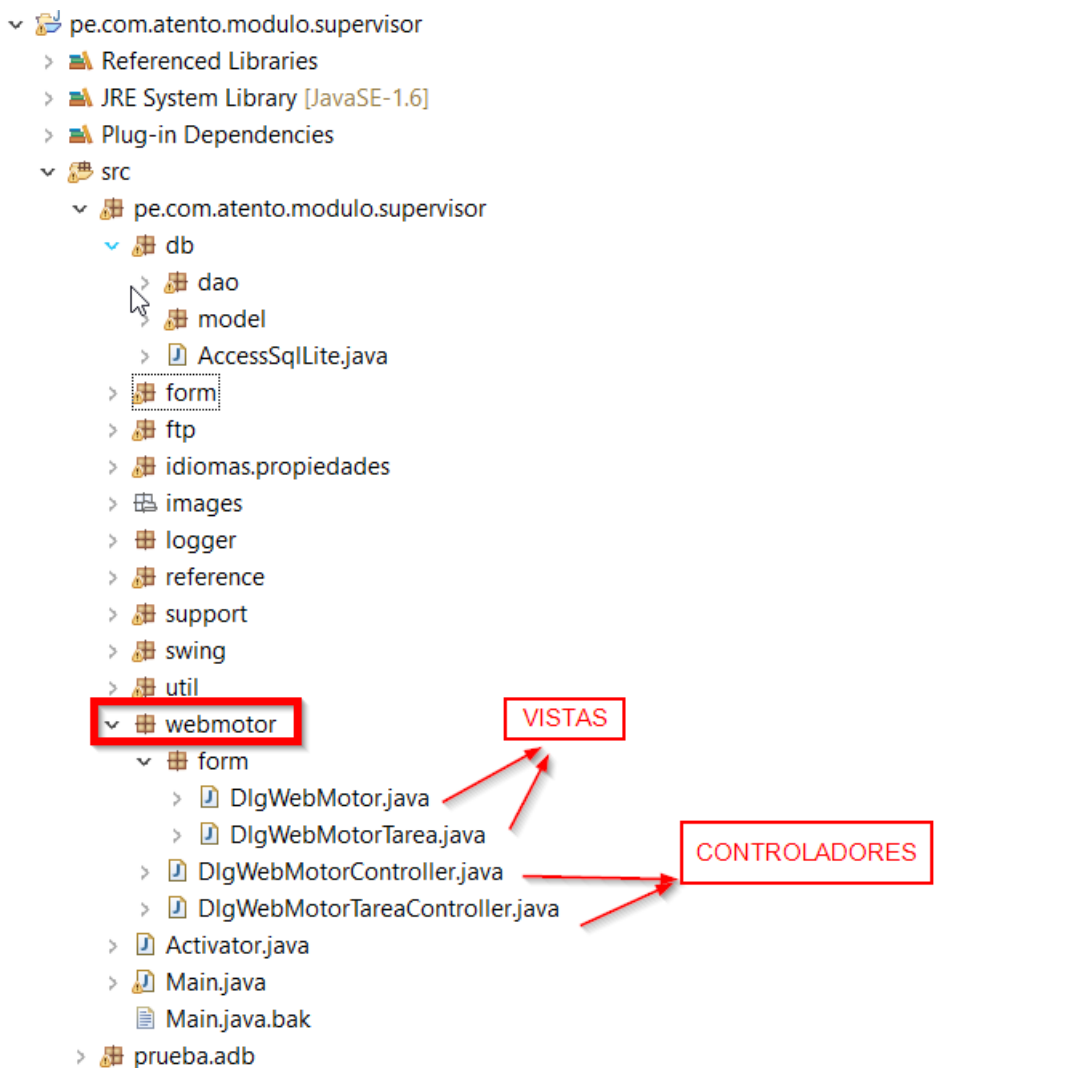 pe.com.atento.modulo.supervisor
Referenced Libraries
JRE System Library [JavaSE-1.6]
Plug-in Dependencies
src
pe.com.atento.modulo.supervisor
db
dao
model
AccessSqlLite.java
form
ftp
idiomas.propiedades
images
logger
reference
support
swing
util
webmotor
VISTAS
form
DlgWebMotor.java
DlgWebMotorTarea.java
CONTROLADORES
DlgWebMotorController.java
DlgWebMotorTareaController.java
Activator.java
Main.java
Main.java.bak
prueba.adb